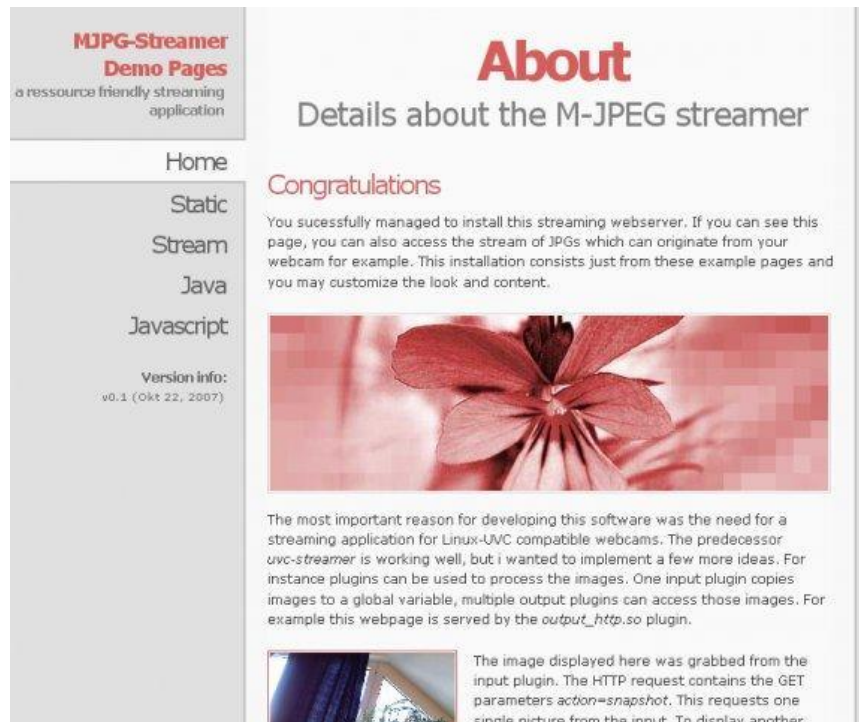 MJPG-Streamer
Demo Pages
a ressource friendly streaming
application
Home
Static
Stream
Java
Javascript
Version info:
v0.1 (Okt 22, 2007)
About
Details about the M-JPEG streamer
Congratulations
You sucessfully managed to install this streaming webserver. If you can see this
page, you can also access the stream of JPGs which can originate from your
webcam for example. This installation consists just from these example pages and
you may customize the look and content.
The most important reason for developing this software was the need for a
streaming application for Linux-UVC compatible webcams. The predecessor
uvc-streamer is working well, but i wanted to implement a few more ideas. For
instance plugins can be used to process the images. One input plugin copies
images to a global variable, multiple output plugins can access those images. For
example this webpage is served by the output_http.so plugin.
The image displayed here was grabbed from the
input plugin. The HTTP request contains the GET
parameters action=snapshot. This requests one
single picture from the input. To display another